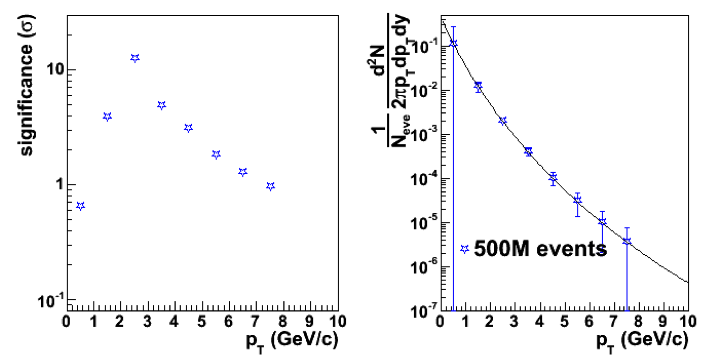 significance (σ)
10
1
10⁻¹
0 1 2 3 4 5 6 7 8 9 10
p_T (GeV/c)
1/N_eve d²N/2πp_T dp_T dy
10⁻¹
10⁻²
10⁻³
10⁻⁴
10⁻⁵
10⁻⁶
10⁻⁷
500M events
0 1 2 3 4 5 6 7 8 9 10
p_T (GeV/c)